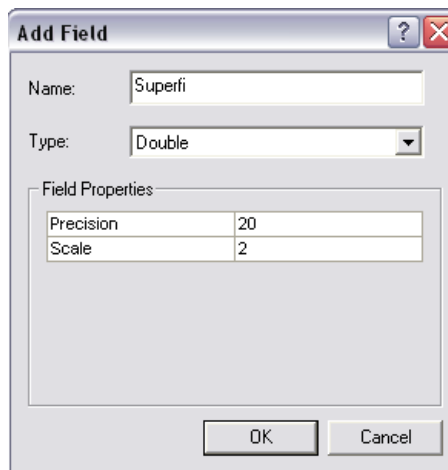 Add Field
Name: Superfi
Type: Double
Field Properties
Precision 20
Scale 2
OK Cancel